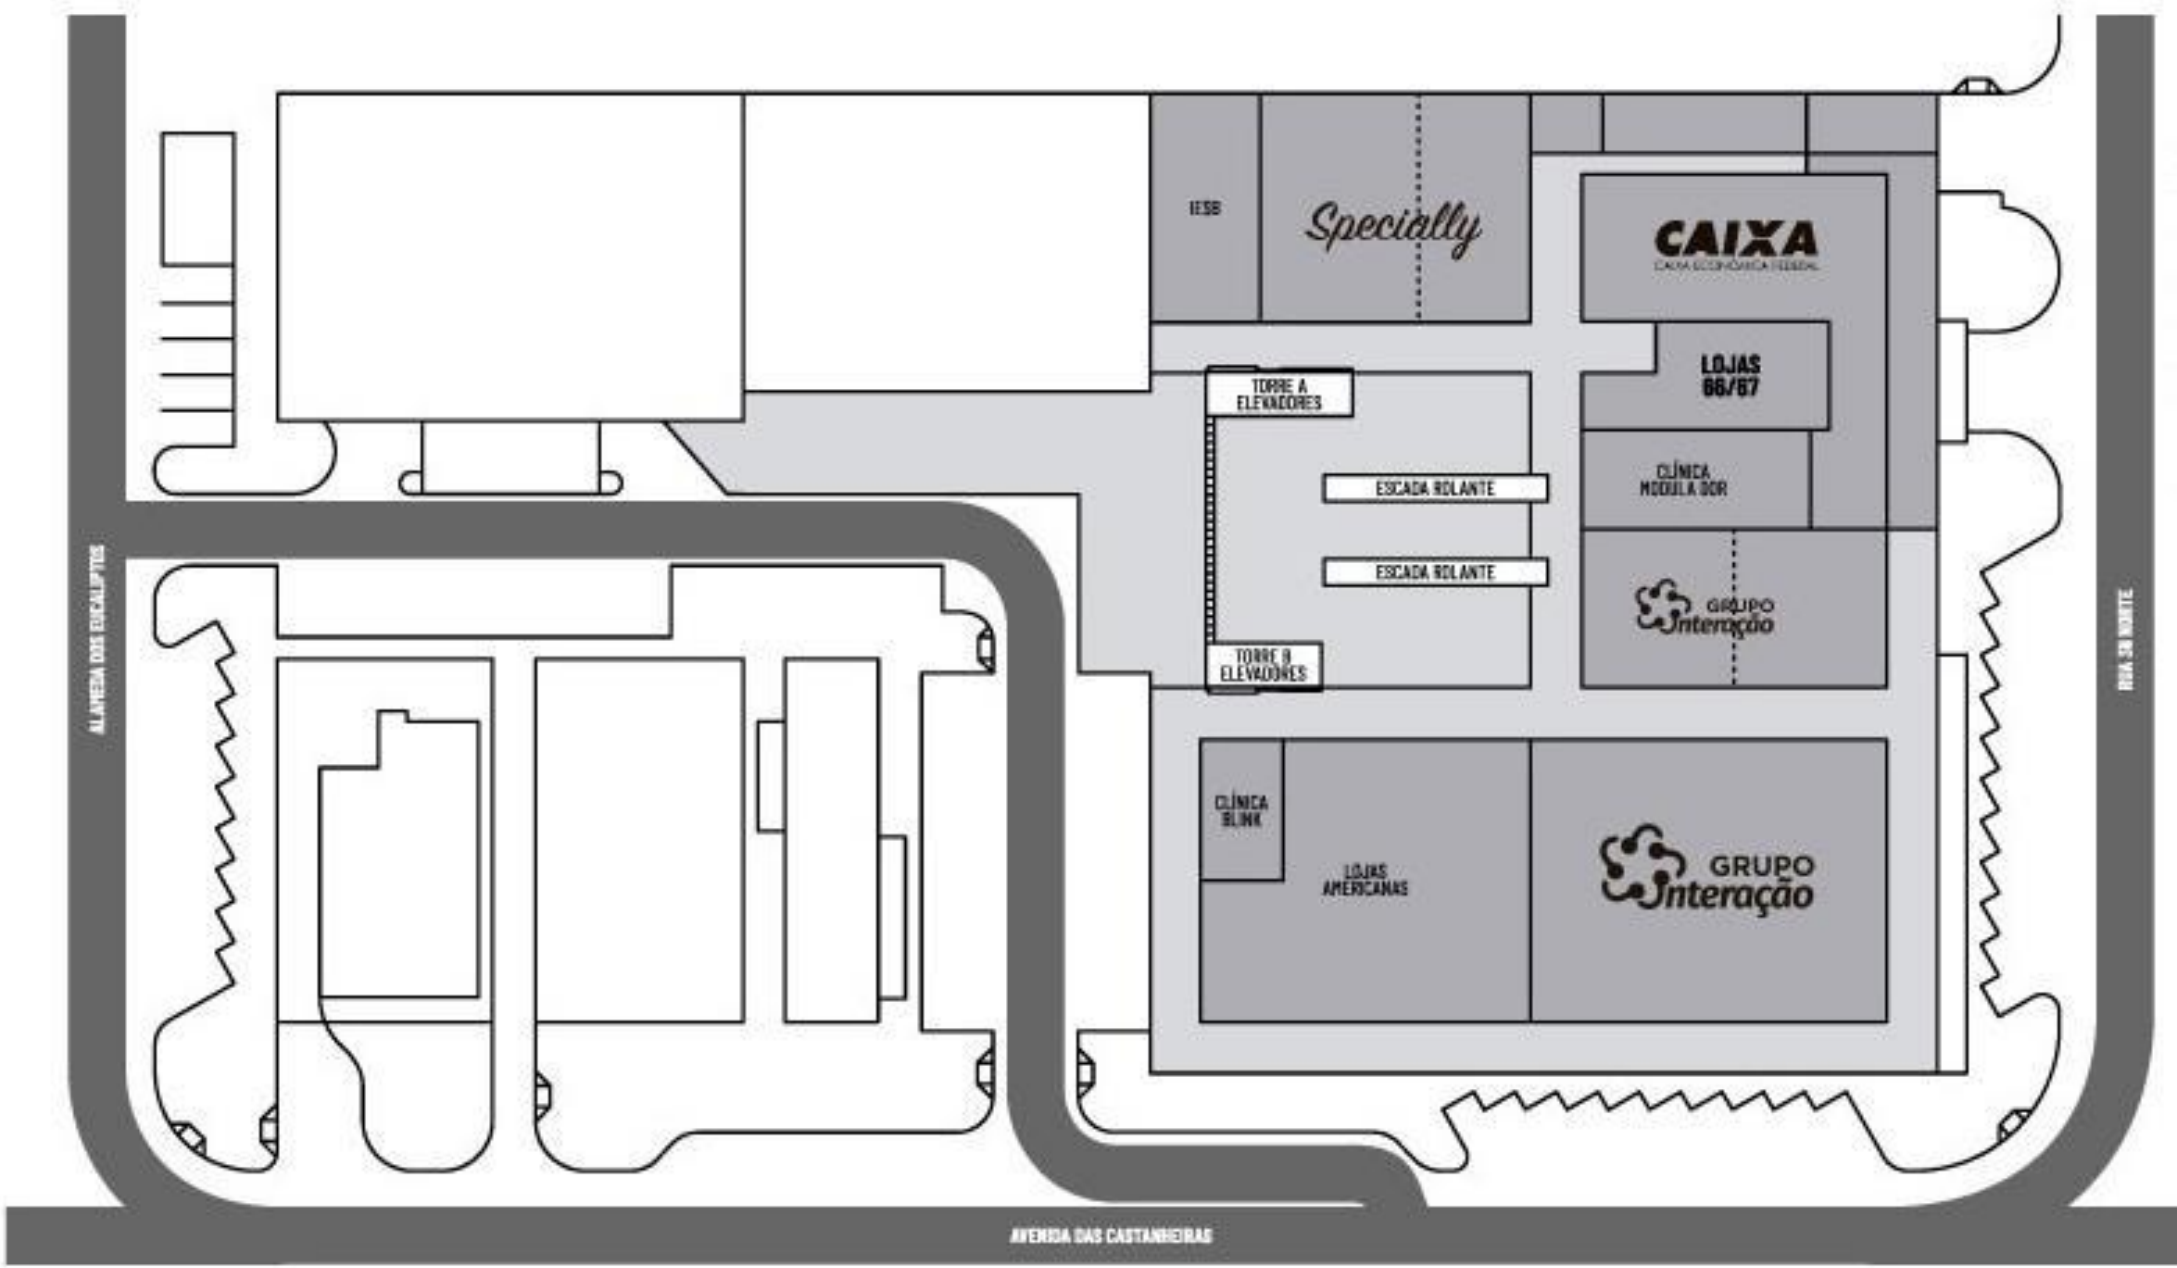 IESB
Specially
CAIXA
CAIXA ECONÔMICA FEDERAL
TORRE A
ELEVADORES
LOJAS
66/67
ESCADA ROLANTE
CLÍNICA
MODULA DOR
ESCADA ROLANTE
GRUPO
Interação
TORRE B
ELEVADORES
ALAMEDA DOS EUCALIPTOS
RUA 36 NORTE
CLÍNICA
BLINK
LOJAS
AMERICANAS
GRUPO
Interação
AVENIDA DAS CASTANHEIRAS